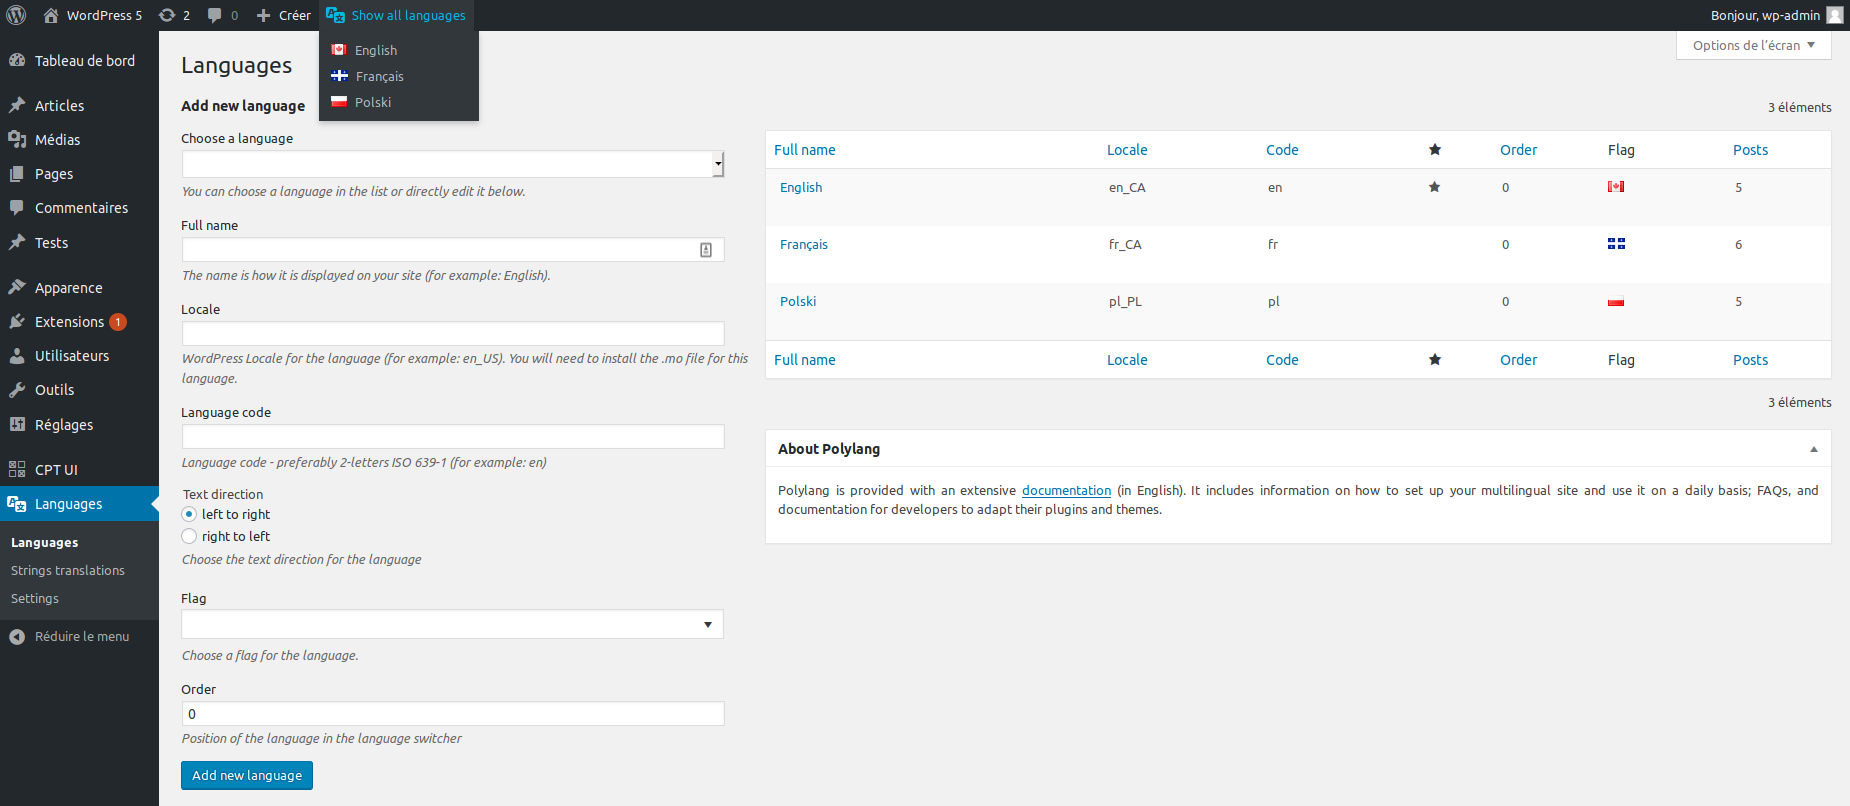 WordPress 5
2
0
Créer
Show all languages
Bonjour, wp-admin
English
Français
Polski
Options de l'écran
Tableau de bord
Articles
Médias
Pages
Commentaires
Tests
Apparence
Extensions 1
Utilisateurs
Outils
Réglages
CPT UI
Languages
Languages
Strings translations
Settings
Réduire le menu
Languages
Add new language
Choose a language
You can choose a language in the list or directly edit it below.
Full name
The name is how it is displayed on your site (for example: English).
Locale
WordPress Locale for the language (for example: en_US). You will need to install the .mo file for this
language.
Language code
Language code - preferably 2-letters ISO 639-1 (for example: en)
Text direction
left to right
right to left
Choose the text direction for the language
Flag
Choose a flag for the language.
Order
0
Position of the language in the language switcher
Add new language
3 éléments
Full name Locale Code Order Flag Posts
English en_CA en 0 5
Français fr_CA fr 0 6
Polski pl_PL pl 0 5
Full name Locale Code Order Flag Posts
3 éléments
About Polylang
Polylang is provided with an extensive documentation (in English). It includes information on how to set up your multilingual site and use it on a daily basis; FAQs, and
documentation for developers to adapt their plugins and themes.